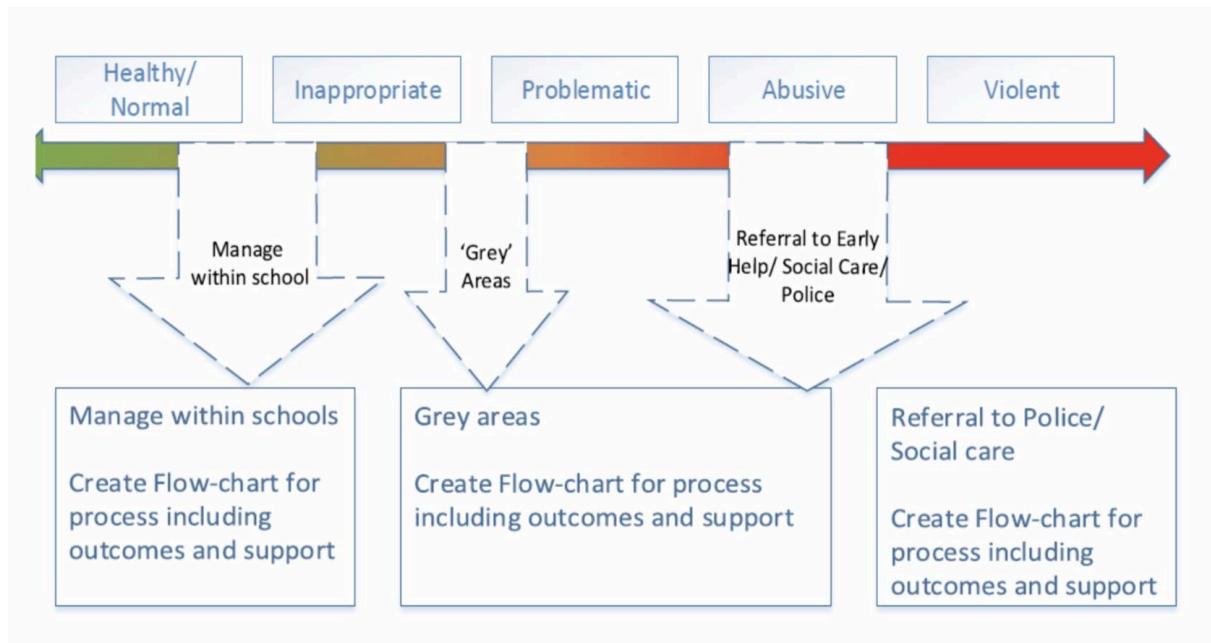 Healthy/
Normal
Inappropriate
Problematic
Abusive
Violent
Manage
within school
‘Grey’
Areas
Referral to Early
Help/ Social Care/
Police
Manage within schools
Create Flow-chart for
process including
outcomes and support
Grey areas
Create Flow-chart for process
including outcomes and support
Referral to Police/
Social care
Create Flow-chart for
process including
outcomes and support